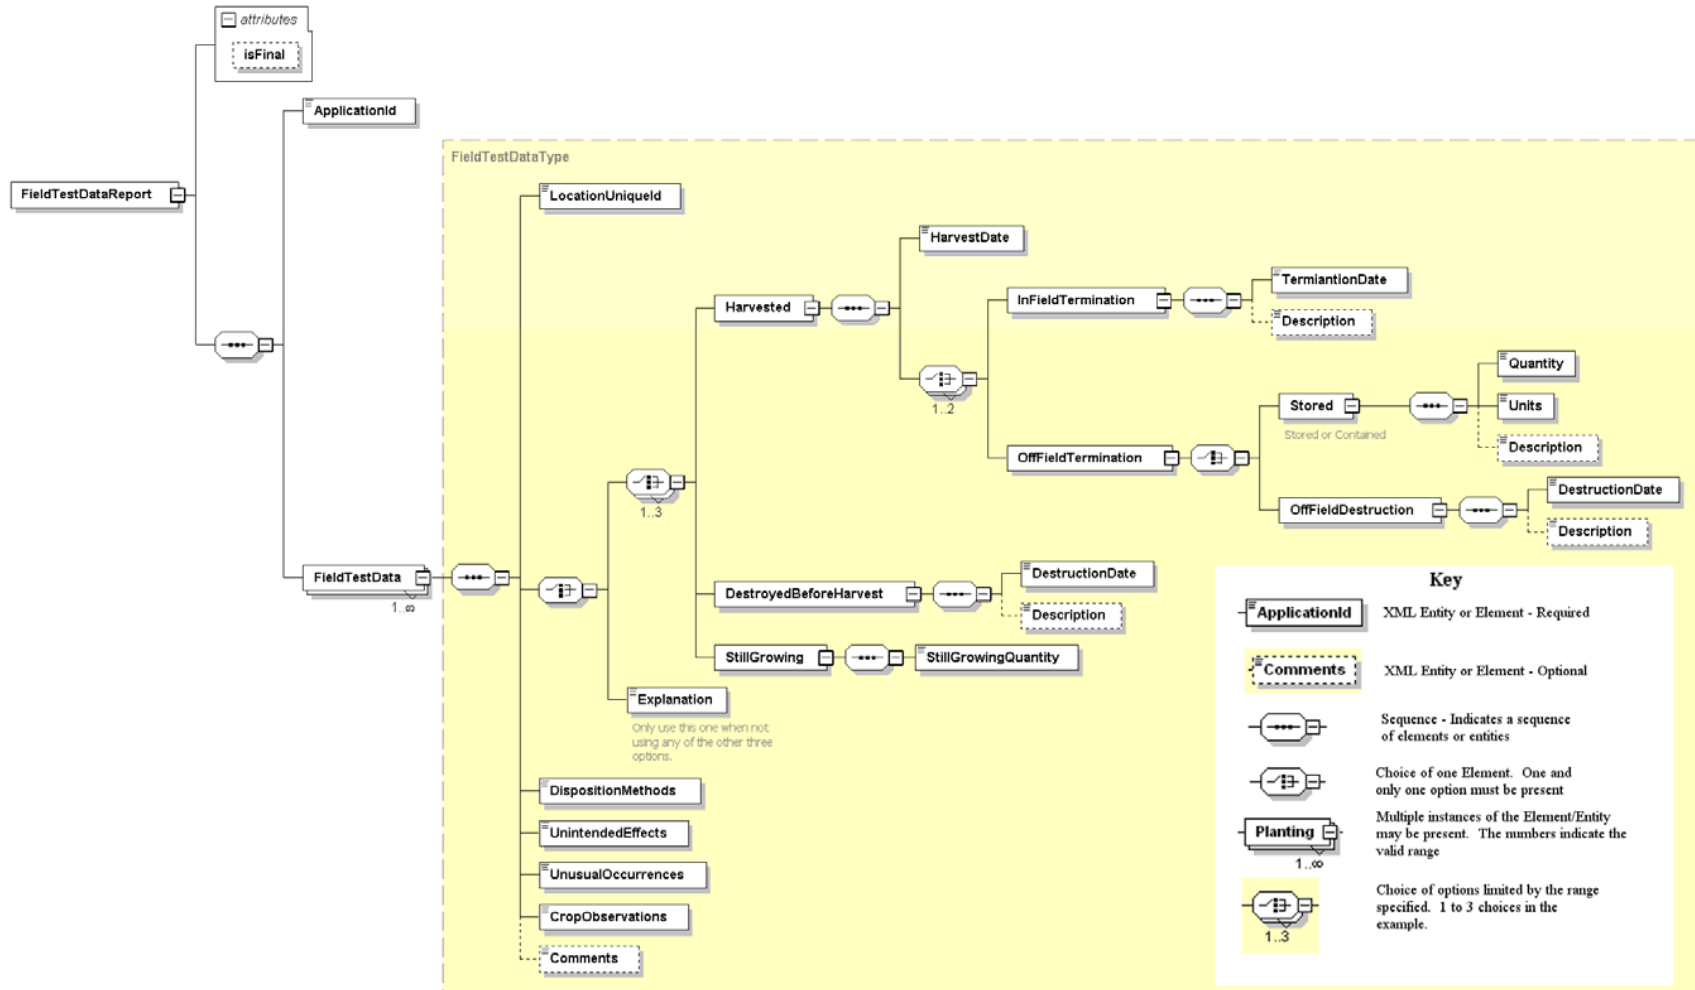 attributes
isFinal
ApplicationId
FieldTestDataType
FieldTestDataReport
LocationUniqueId
HarvestDate
TermiantionDate
InFieldTermination
Harvested
Description
Quantity
1..2
Stored
Units
Stored or Contained
Description
OffFieldTermination
DestructionDate
1..3
OffFieldDestruction
Description
FieldTestData
1..∞
DestructionDate
DestroyedBeforeHarvest
Description
StillGrowing
StillGrowingQuantity
Explanation
Only use this one when not
using any of the other three
options.
DispositionMethods
UnintendedEffects
UnusualOccurrences
CropObservations
Comments
Key
ApplicationId
XML Entity or Element - Required
Comments
XML Entity or Element - Optional
Sequence - Indicates a sequence
of elements or entities
Choice of one Element. One and
only one option must be present
Planting
1..∞
Multiple instances of the Element/Entity
may be present. The numbers indicate the
valid range
1..3
Choice of options limited by the range
specified. 1 to 3 choices in the
example.